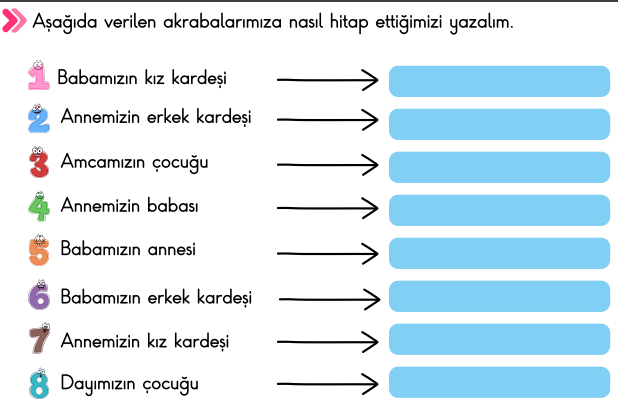 Aşağıda verilen akrabalarımıza nasıl hitap ettiğimizi yazalım.
1 Babamızın kız kardeşi
2 Annemizin erkek kardeşi
3 Amcamızın çocuğu
4 Annemizin babası
5 Babamızın annesi
6 Babamızın erkek kardeşi
7 Annemizin kız kardeşi
8 Dayımızın çocuğu